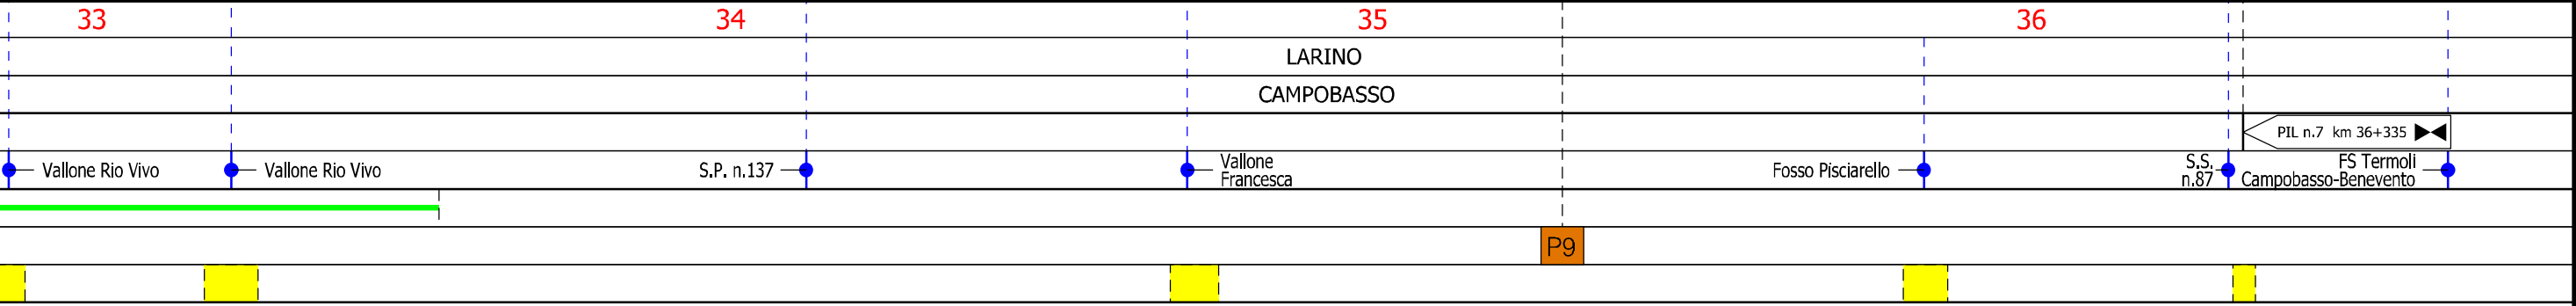 33 34 35 36
LARINO
CAMPOBASSO
PIL n.7 km 36+335
Vallone Rio Vivo
Vallone Rio Vivo
S.P. n.137
Vallone
Francesca
Fosso Pisciarello
S.S.
n.87
FS Termoli
Campobasso-Benevento
P9